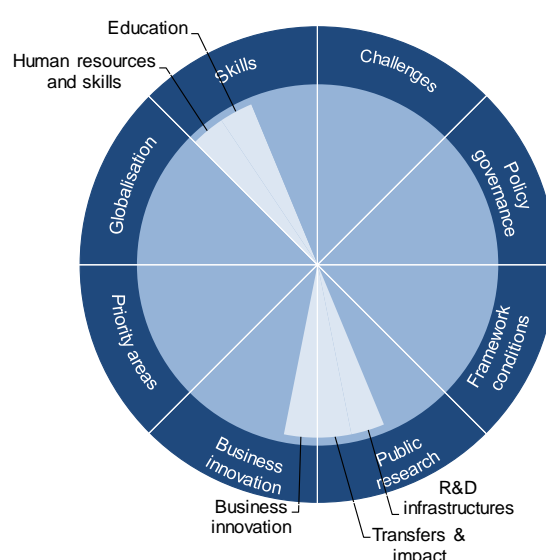 Education
Human resources
and skills
Skills
Challenges
Policy
governance
Globalisation
Priority areas
Framework
conditions
Business
innovation
Public
research
Business
innovation
R&D
infrastructures
Transfers &
impact